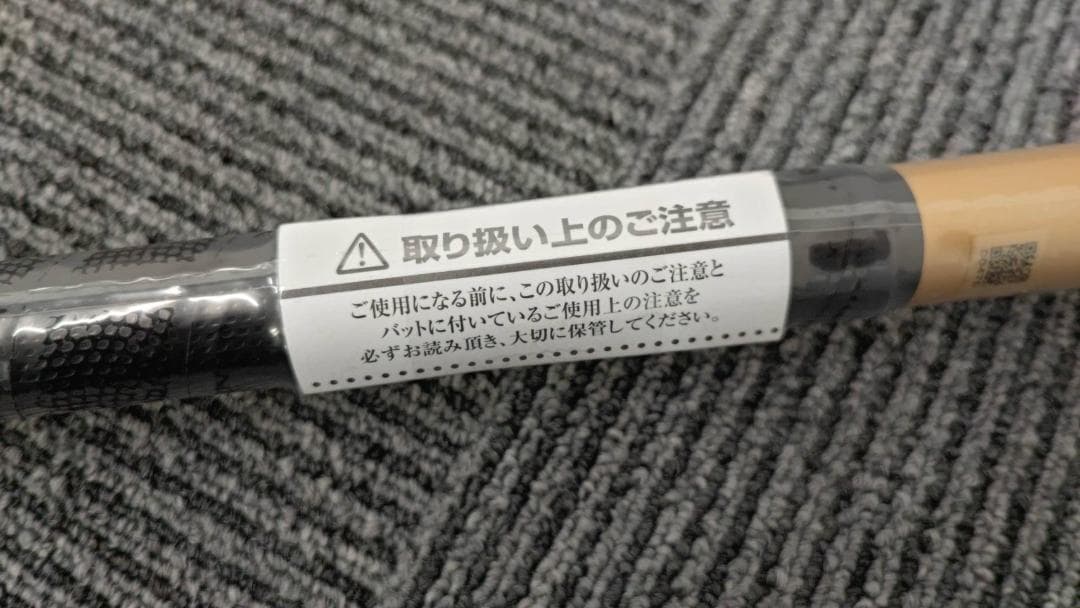 取り扱い上のご注意
ご使用になる前に、この取り扱いのご注意と
バットに付いているご使用上の注意を
必ずお読み頂き、大切に保管してください。